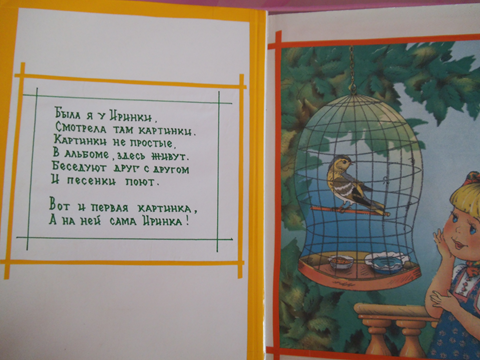 Была я у Иринки.
Смотрела там картинки.
Картинки не простые,
В альбоме, здесь живут.
Беседуют друг с другом
И песенки поют.
Вот и первая картинка,
А на ней сама Иринка!